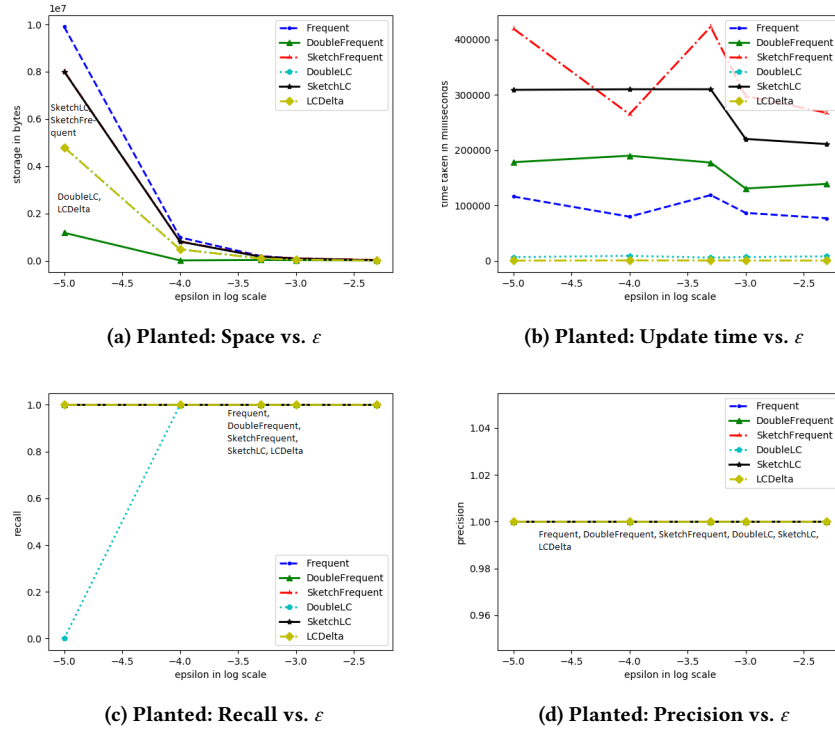 1e7
1.0
0.8
0.6
0.4
0.2
0.0
storage in bytes
Frequent
DoubleFrequent
SketchFrequent
DoubleLC
SketchLC
LCDelta
SketchLC,
SketchFre-
quent
DoubleLC,
LCDelta
−5.0 −4.5 −4.0 −3.5 −3.0 −2.5
epsilon in log scale
(a) Planted: Space vs. ε
400000
300000
200000
100000
0
time taken in milliseconds
Frequent
DoubleFrequent
SketchFrequent
DoubleLC
SketchLC
LCDelta
−5.0 −4.5 −4.0 −3.5 −3.0 −2.5
epsilon in log scale
(b) Planted: Update time vs. ε
1.0
0.8
0.6
0.4
0.2
0.0
recall
Frequent,
DoubleFrequent,
SketchFrequent,
SketchLC, LCDelta
Frequent
DoubleFrequent
SketchFrequent
DoubleLC
SketchLC
LCDelta
−5.0 −4.5 −4.0 −3.5 −3.0 −2.5
epsilon in log scale
(c) Planted: Recall vs. ε
1.04
1.02
1.00
0.98
0.96
precision
Frequent
DoubleFrequent
SketchFrequent
DoubleLC
SketchLC
LCDelta
Frequent, DoubleFrequent, SketchFrequent, DoubleLC, SketchLC,
LCDelta
−5.0 −4.5 −4.0 −3.5 −3.0 −2.5
epsilon in log scale
(d) Planted: Precision vs. ε